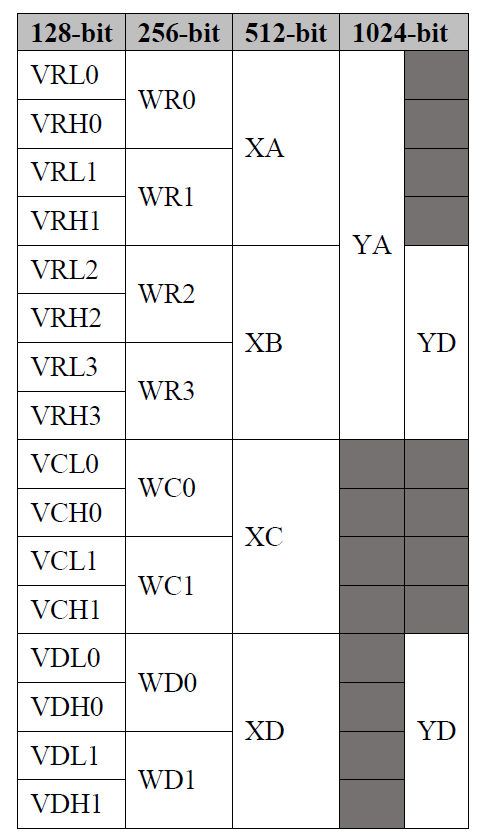 128-bit 256-bit 512-bit 1024-bit
VRL0 WR0 XA YA
VRH0
VRL1 WR1
VRH1
VRL2 WR2 XB YD
VRH2
VRL3 WR3
VRH3
VCL0 WC0 XC
VCH0
VCL1 WC1
VCH1
VDL0 WD0 XD YD
VDH0
VDL1 WD1
VDH1